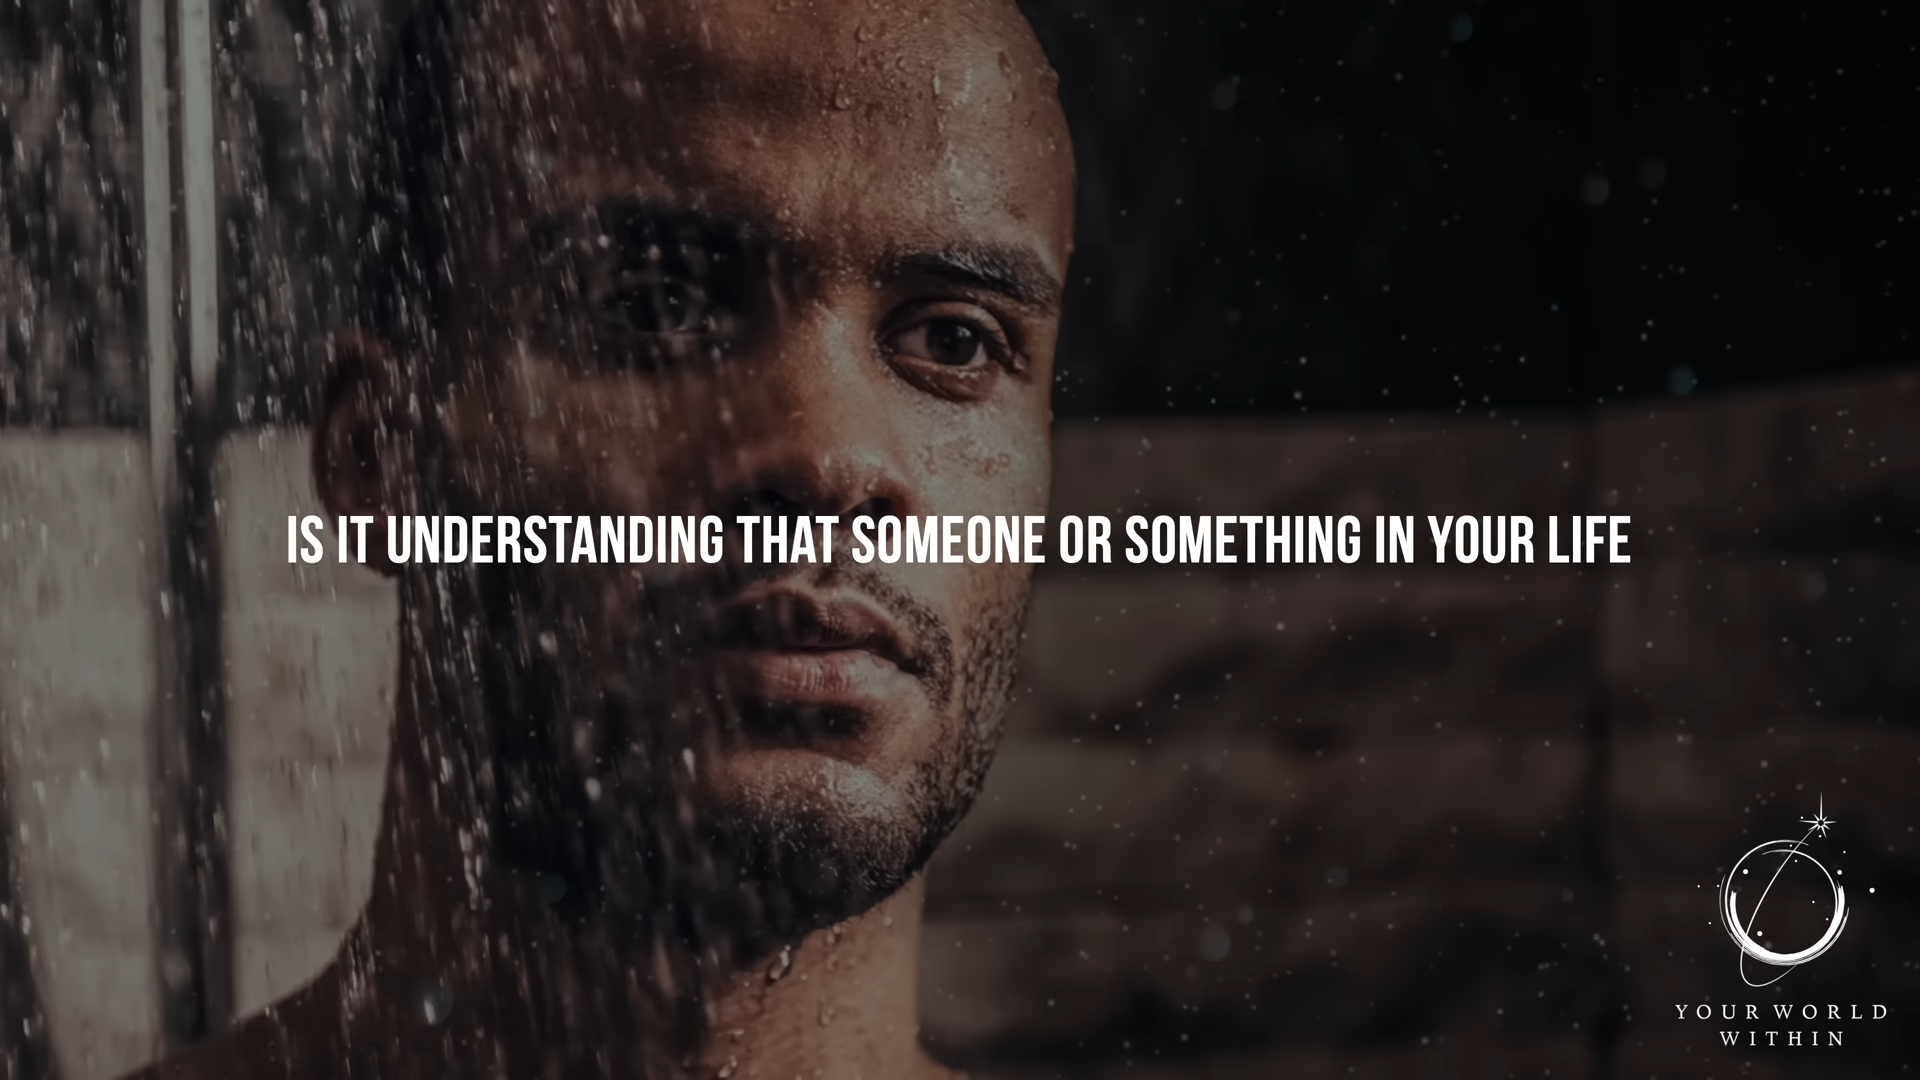 IS IT UNDERSTANDING THAT SOMEONE OR SOMETHING IN YOUR LIFE
YOUR WORLD
WITHIN